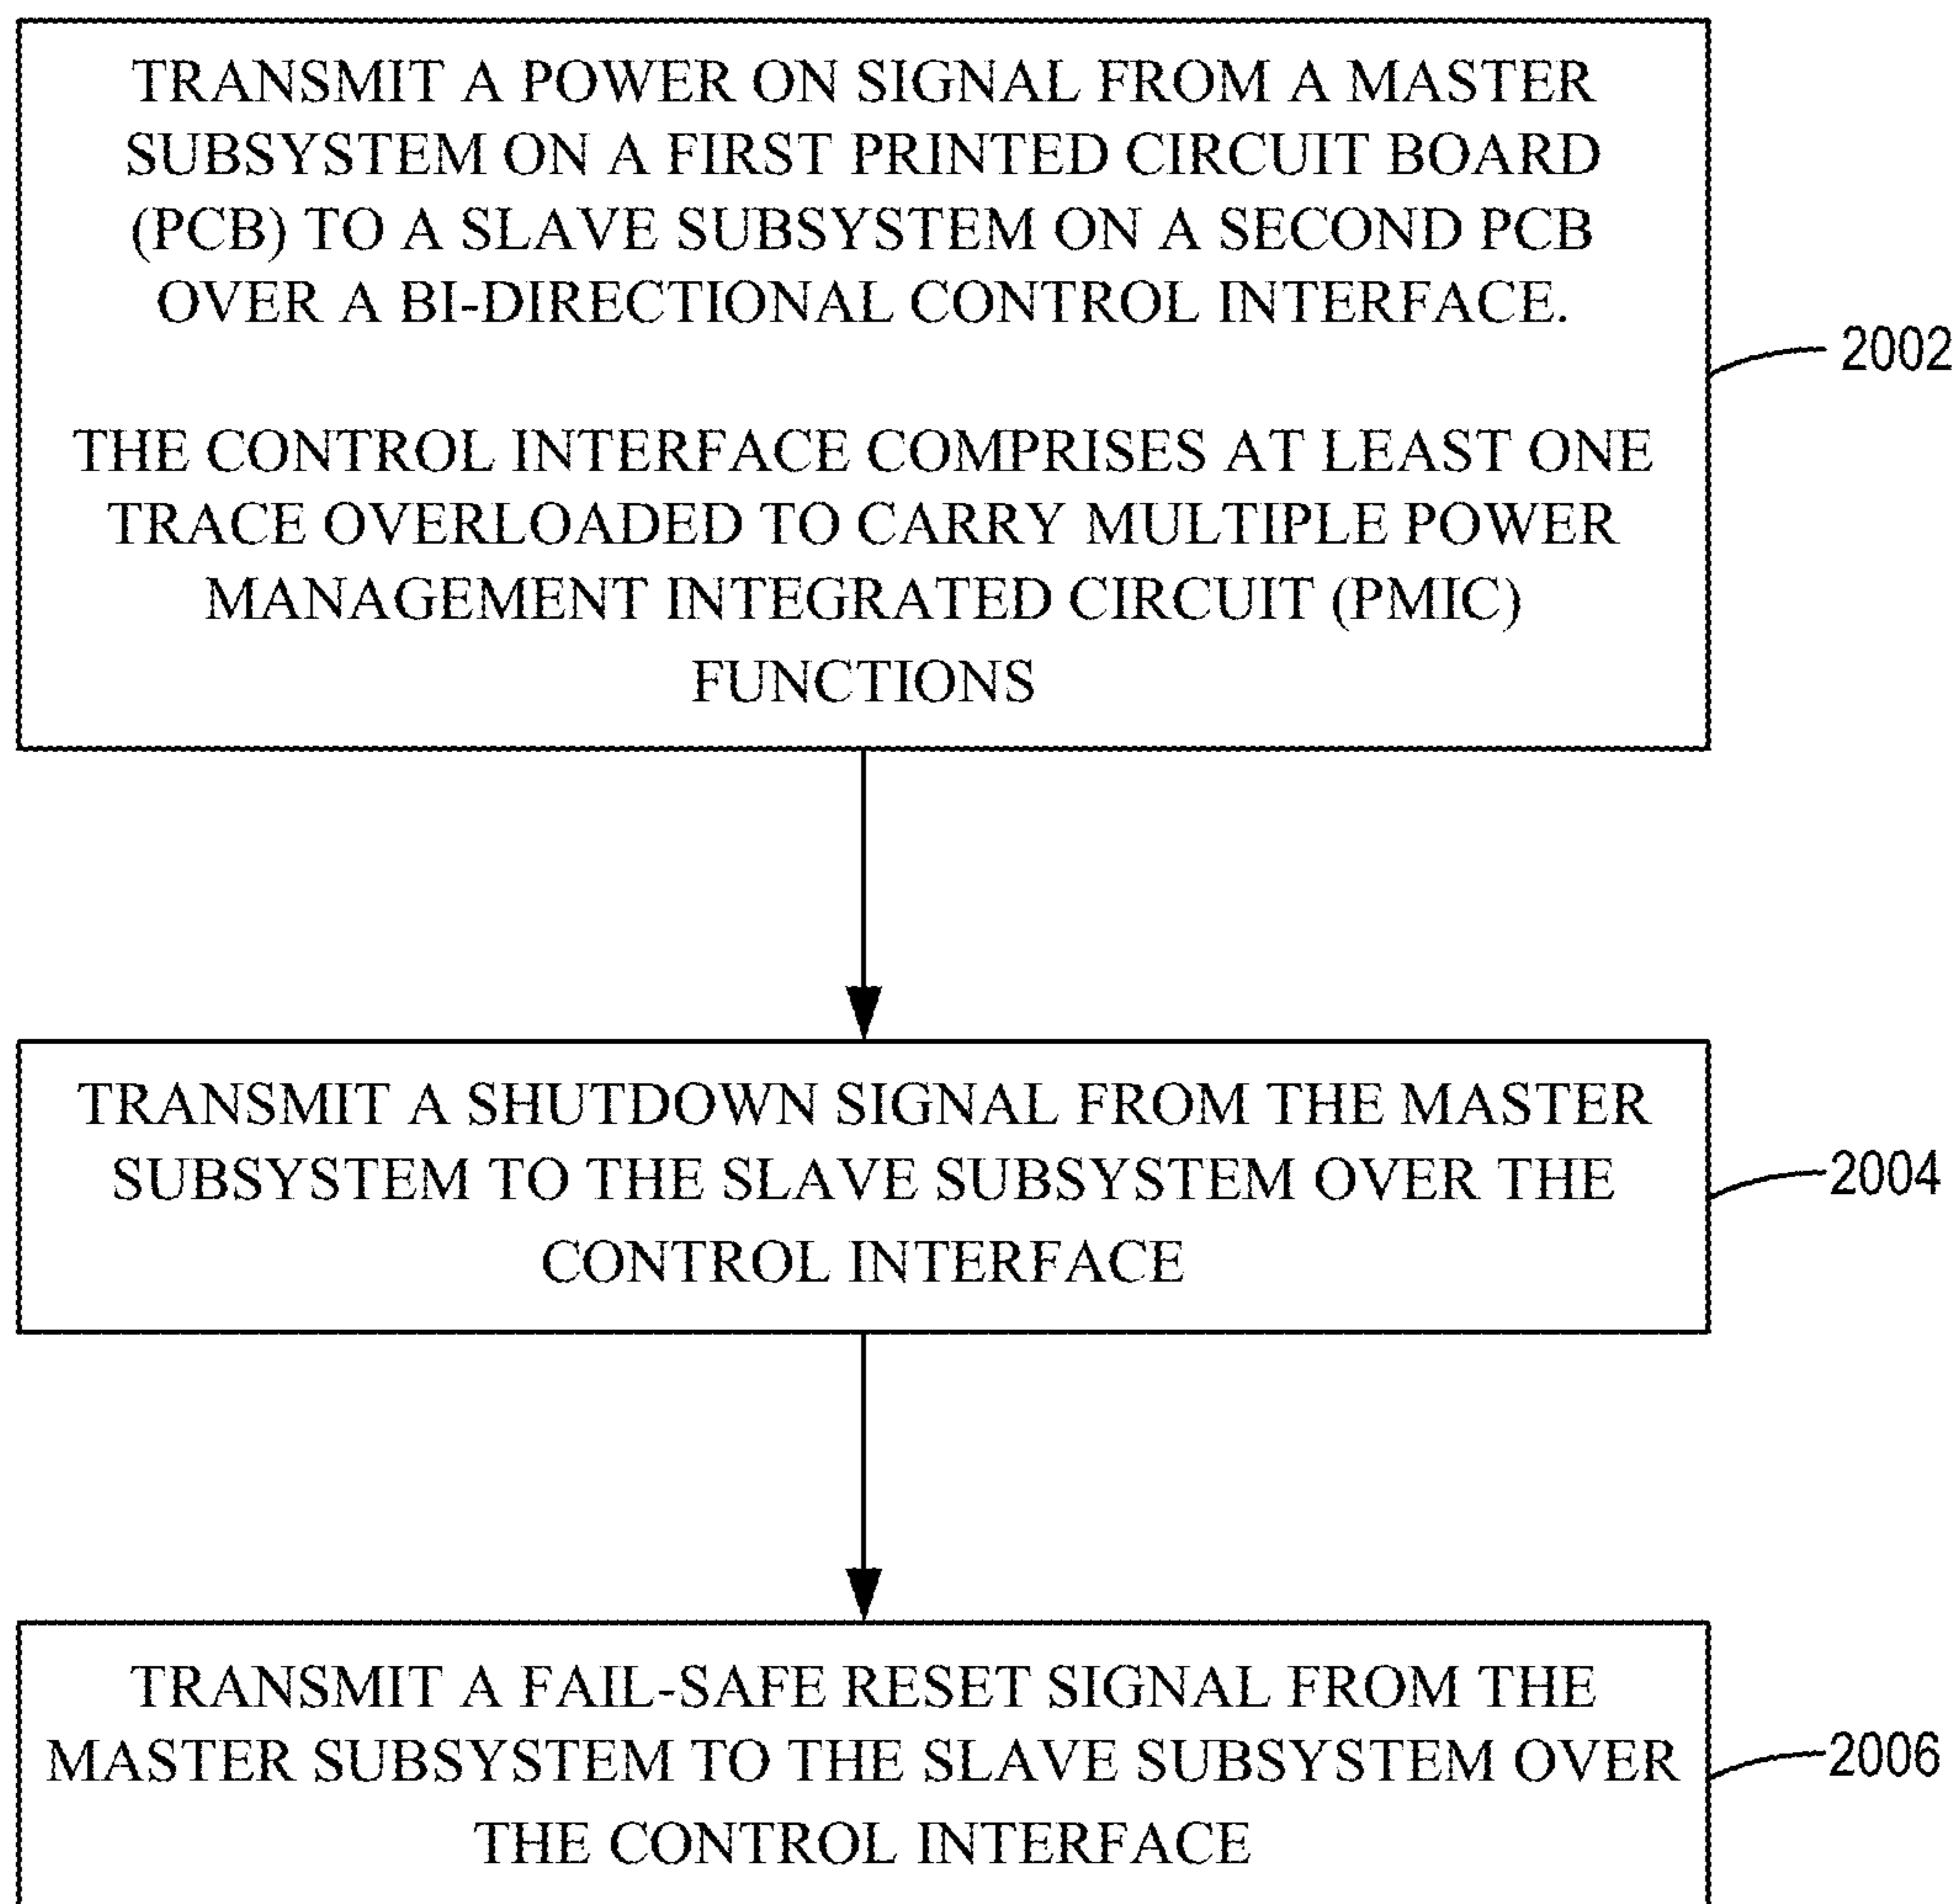 TRANSMIT A POWER ON SIGNAL FROM A MASTER
SUBSYSTEM ON A FIRST PRINTED CIRCUIT BOARD
(PCB) TO A SLAVE SUBSYSTEM ON A SECOND PCB
OVER A BI-DIRECTIONAL CONTROL INTERFACE.
THE CONTROL INTERFACE COMPRISES AT LEAST ONE
TRACE OVERLOADED TO CARRY MULTIPLE POWER
MANAGEMENT INTEGRATED CIRCUIT (PMIC)
FUNCTIONS
2002
TRANSMIT A SHUTDOWN SIGNAL FROM THE MASTER
SUBSYSTEM TO THE SLAVE SUBSYSTEM OVER THE
CONTROL INTERFACE
2004
TRANSMIT A FAIL-SAFE RESET SIGNAL FROM THE
MASTER SUBSYSTEM TO THE SLAVE SUBSYSTEM OVER
THE CONTROL INTERFACE
2006